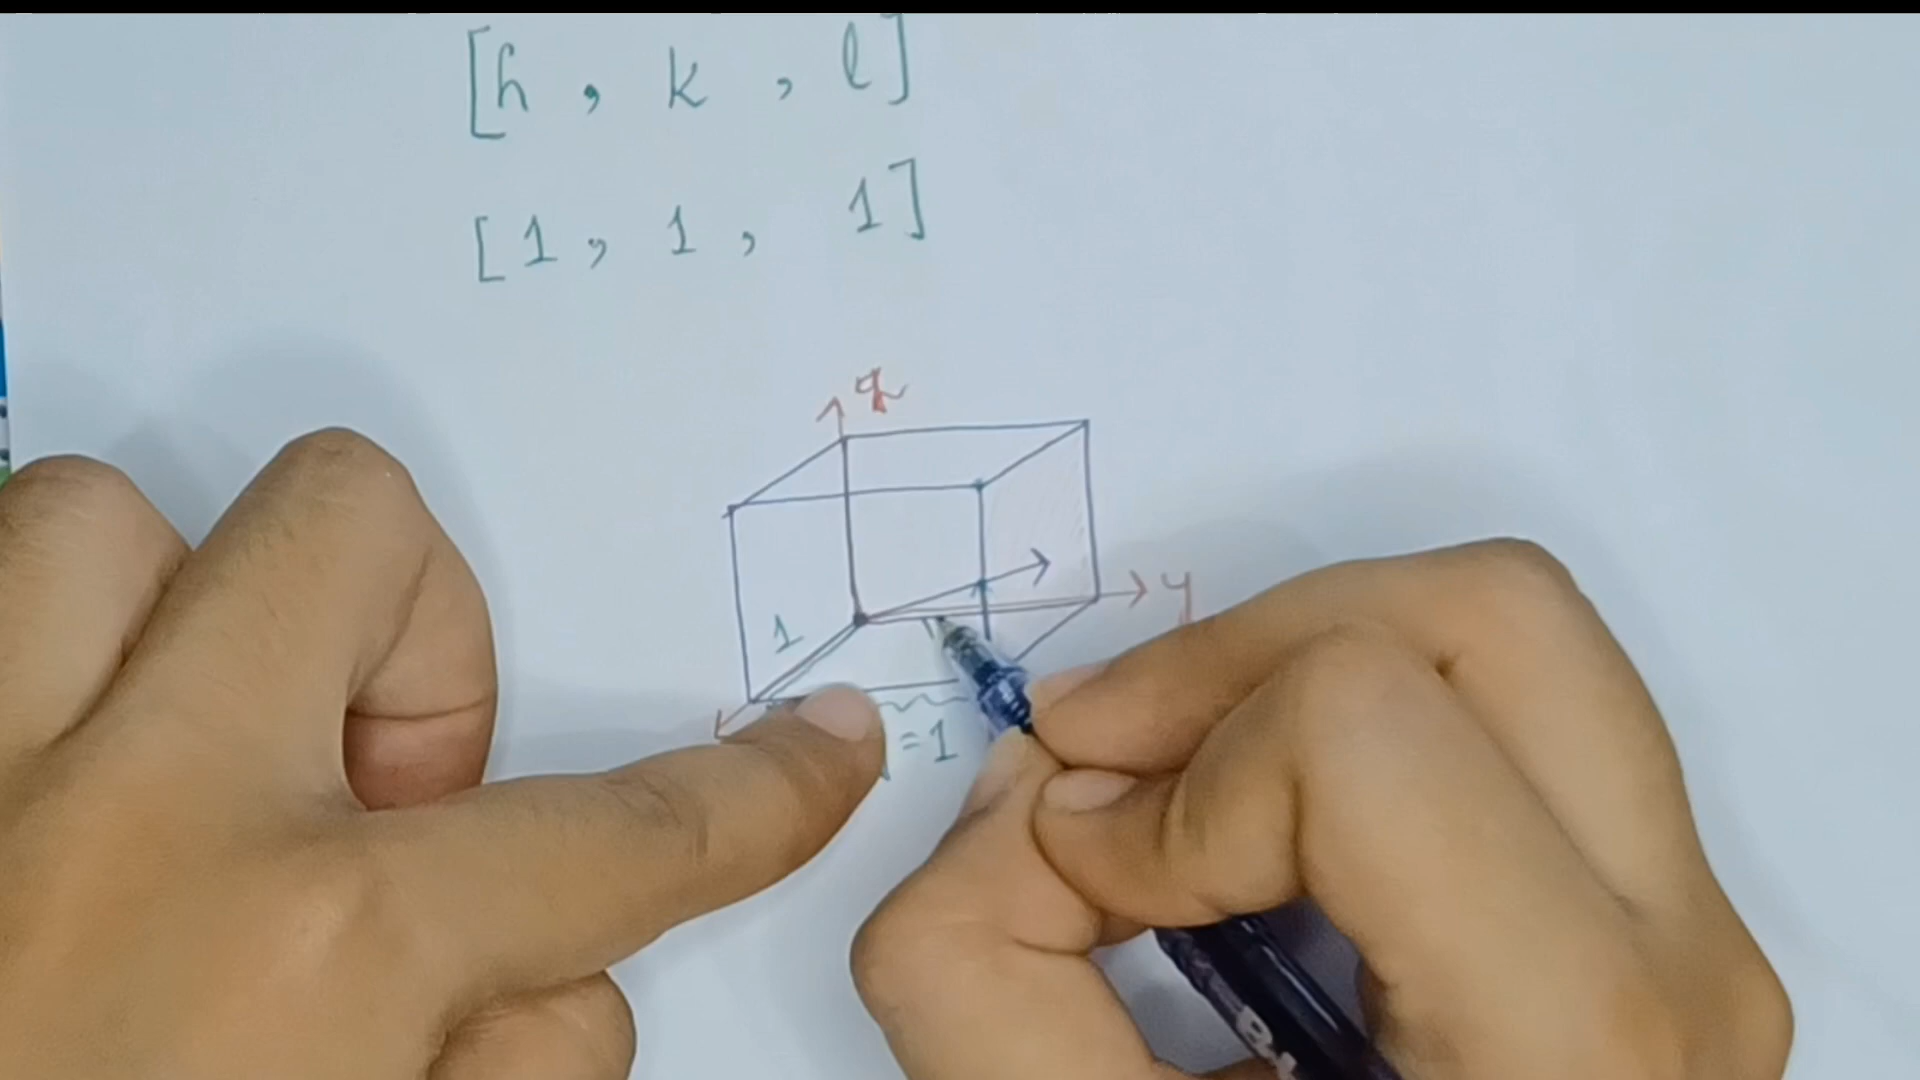 [h, k, l]
[1, 1, 1]
z
y
1
=1